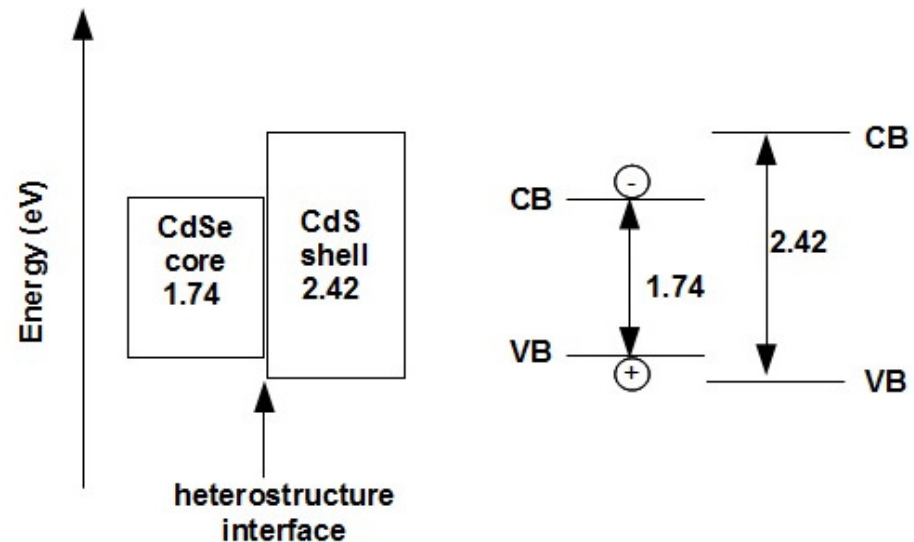 Energy (eV)
CdSe
core
1.74
CdS
shell
2.42
heterostructure
interface
CB
-
1.74
VB
+
CB
2.42
VB